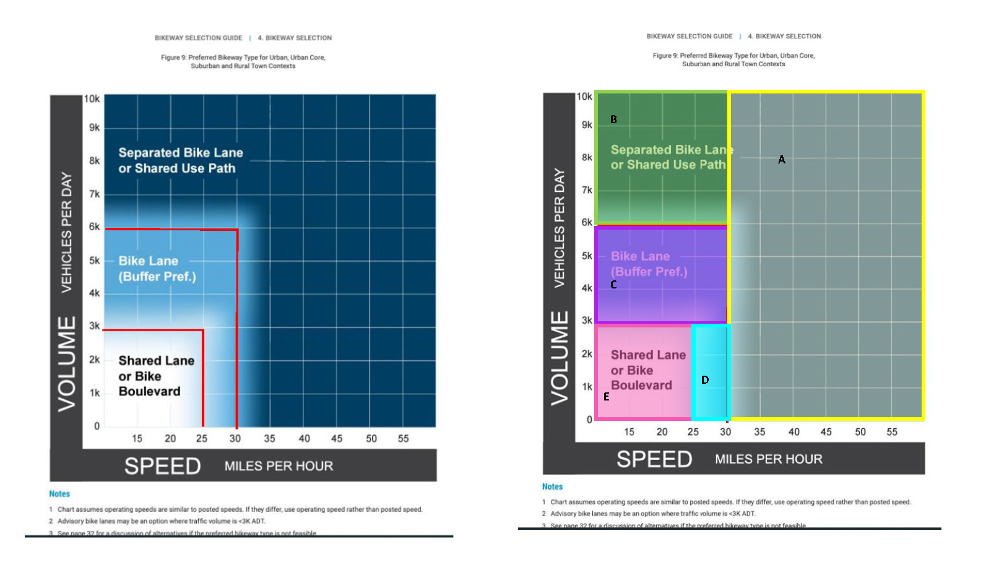 BIKEWAY SELECTION GUIDE | 4. BIKEWAY SELECTION
Figure 9: Preferred Bikeway Type for Urban, Urban Core,
Suburban and Rural Town Contexts
VOLUME VEHICLES PER DAY
10k
9k
8k
7k
6k
5k
4k
3k
2k
1k
0
Separated Bike Lane
or Shared Use Path
Bike Lane
(Buffer Pref.)
Shared Lane
or Bike
Boulevard
15 20 25 30 35 40 45 50 55
SPEED MILES PER HOUR
Notes
1 Chart assumes operating speeds are similar to posted speeds. If they differ, use operating speed rather than posted speed.
2 Advisory bike lanes may be an option where traffic volume is <3K ADT.
3 See page 32 for a discussion of alternatives if the preferred bikeway type is not feasible
BIKEWAY SELECTION GUIDE | 4. BIKEWAY SELECTION
Figure 9: Preferred Bikeway Type for Urban, Urban Core,
Suburban and Rural Town Contexts
VOLUME VEHICLES PER DAY
10k
9k
8k
7k
6k
5k
4k
3k
2k
1k
0
B
Separated Bike Lane
or Shared Use Path
A
Bike Lane
(Buffer Pref.)
C
Shared Lane
or Bike
Boulevard
D
E
15 20 25 30 35 40 45 50 55
SPEED MILES PER HOUR
Notes
1 Chart assumes operating speeds are similar to posted speeds. If they differ, use operating speed rather than posted speed.
2 Advisory bike lanes may be an option where traffic volume is <3K ADT.
3 See page 32 for a discussion of alternatives if the preferred bikeway type is not feasible